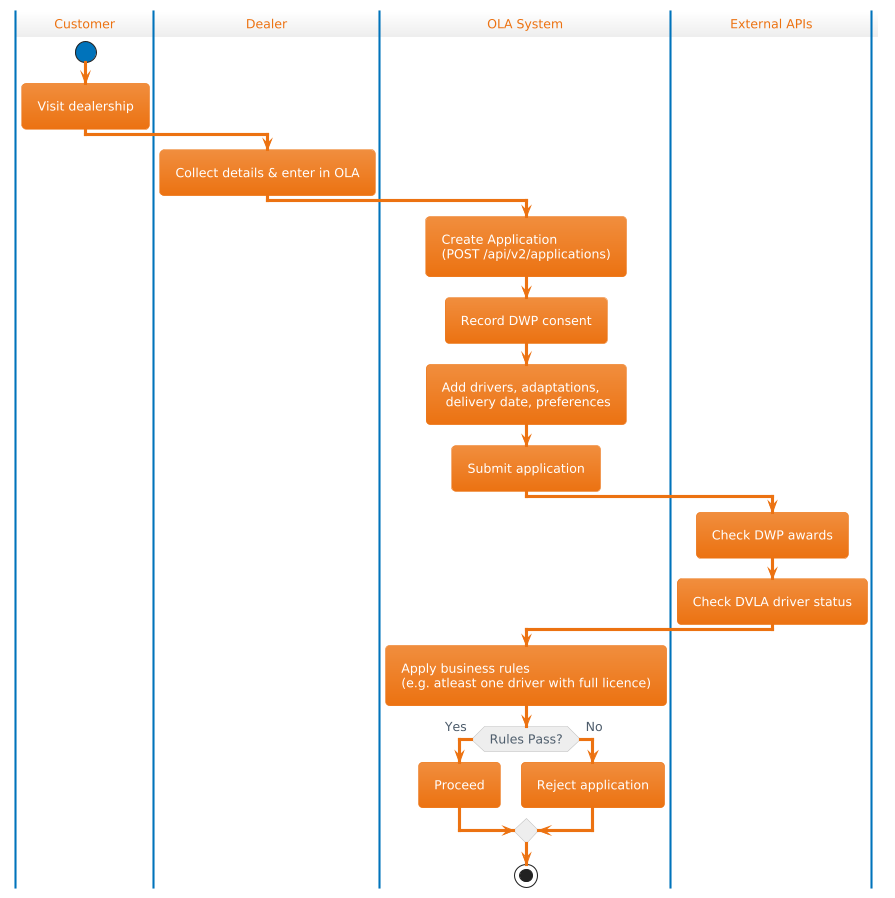 Customer
Dealer
OLA System
External APIs
Visit dealership
Collect details & enter in OLA
Create Application
(POST /api/v2/applications)
Record DWP consent
Add drivers, adaptations,
delivery date, preferences
Submit application
Check DWP awards
Check DVLA driver status
Apply business rules
(e.g. atleast one driver with full licence)
Yes
Rules Pass?
No
Proceed
Reject application